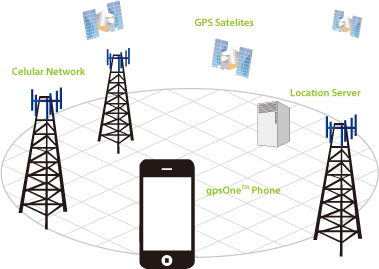 GPS Satelites
Celular Network
Location Server
gpsOne™ Phone